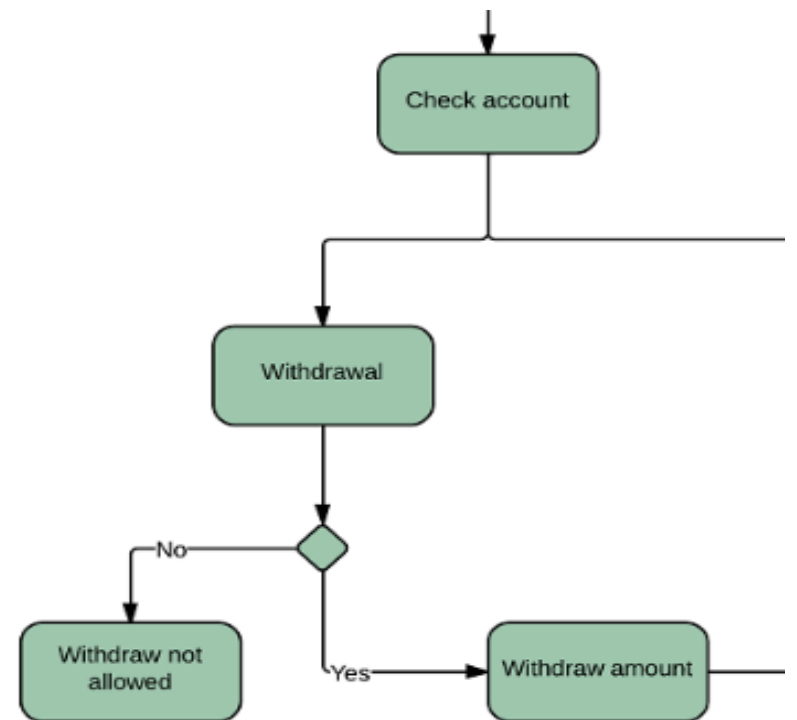 Check account
Withdrawal
No
Withdraw not
allowed
Yes
Withdraw amount